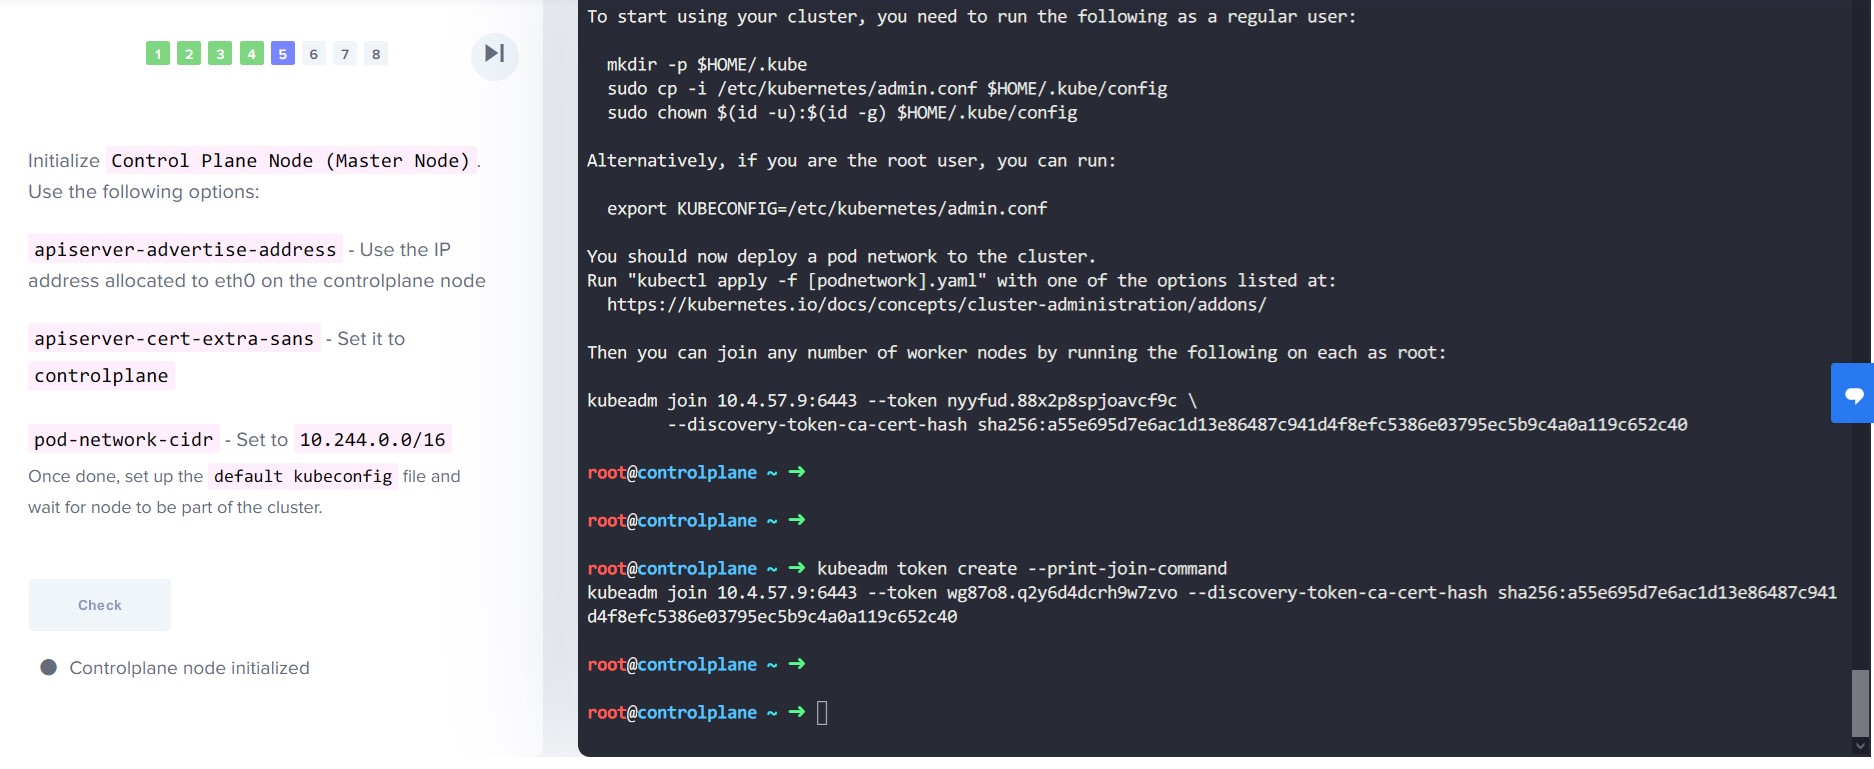 1 2 3 4 5 6 7 8
Initialize Control Plane Node (Master Node) .
Use the following options:
apiserver-advertise-address - Use the IP
address allocated to eth0 on the controlplane node
apiserver-cert-extra-sans - Set it to
controlplane
pod-network-cidr - Set to 10.244.0.0/16
Once done, set up the default kubeconfig file and
wait for node to be part of the cluster.
Check
Controlplane node initialized
To start using your cluster, you need to run the following as a regular user:
mkdir -p $HOME/.kube
sudo cp -i /etc/kubernetes/admin.conf $HOME/.kube/config
sudo chown $(id -u):$(id -g) $HOME/.kube/config
Alternatively, if you are the root user, you can run:
export KUBECONFIG=/etc/kubernetes/admin.conf
You should now deploy a pod network to the cluster.
Run "kubectl apply -f [podnetwork].yaml" with one of the options listed at:
https://kubernetes.io/docs/concepts/cluster-administration/addons/
Then you can join any number of worker nodes by running the following on each as root:
kubeadm join 10.4.57.9:6443 --token nyyfud.88x2p8spjoavcf9c \
--discovery-token-ca-cert-hash sha256:a55e695d7e6ac1d13e86487c941d4f8efc5386e03795ec5b9c4a0a119c652c40
root@controlplane ~ ➜
root@controlplane ~ ➜
root@controlplane ~ ➜ kubeadm token create --print-join-command
kubeadm join 10.4.57.9:6443 --token wg87o8.q2y6d4dcrh9w7zvo --discovery-token-ca-cert-hash sha256:a55e695d7e6ac1d13e86487c941
d4f8efc5386e03795ec5b9c4a0a119c652c40
root@controlplane ~ ➜
root@controlplane ~ ➜